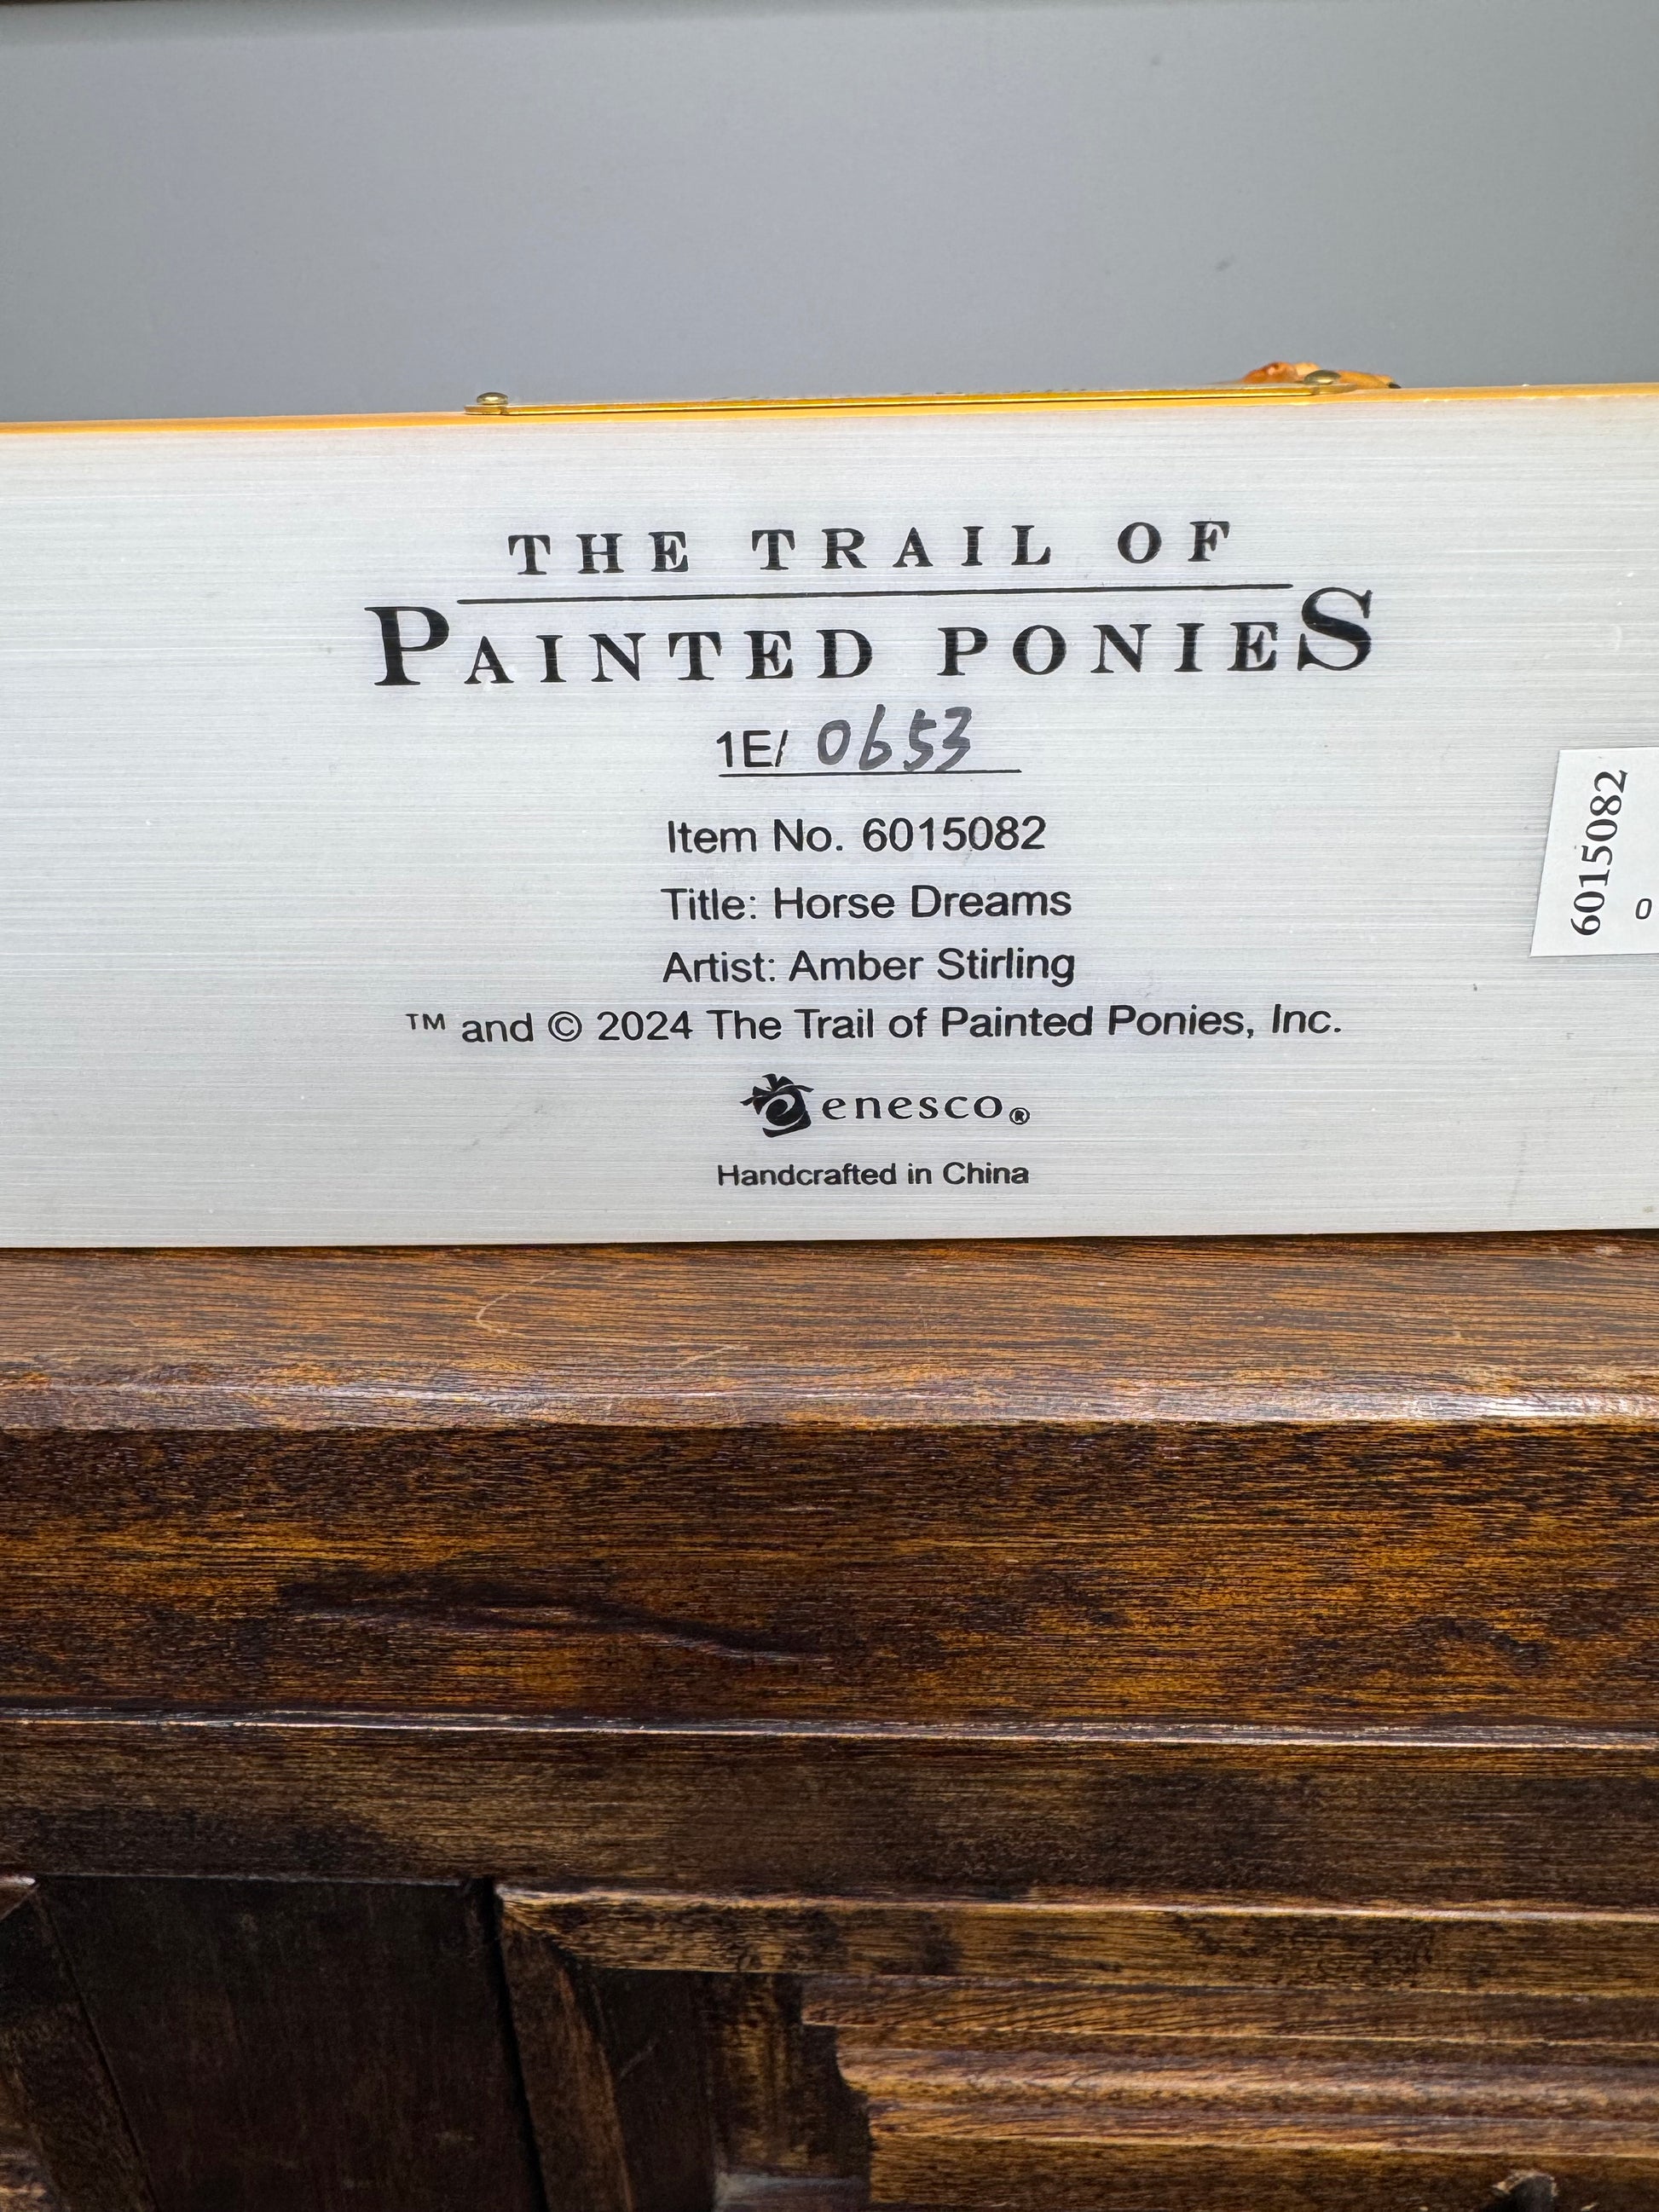 THE TRAIL OF
PAINTED PONIES
1E/ 0653
Item No. 6015082
Title: Horse Dreams
Artist: Amber Stirling
™ and © 2024 The Trail of Painted Ponies, Inc.
enesco®
Handcrafted in China
6015082
0